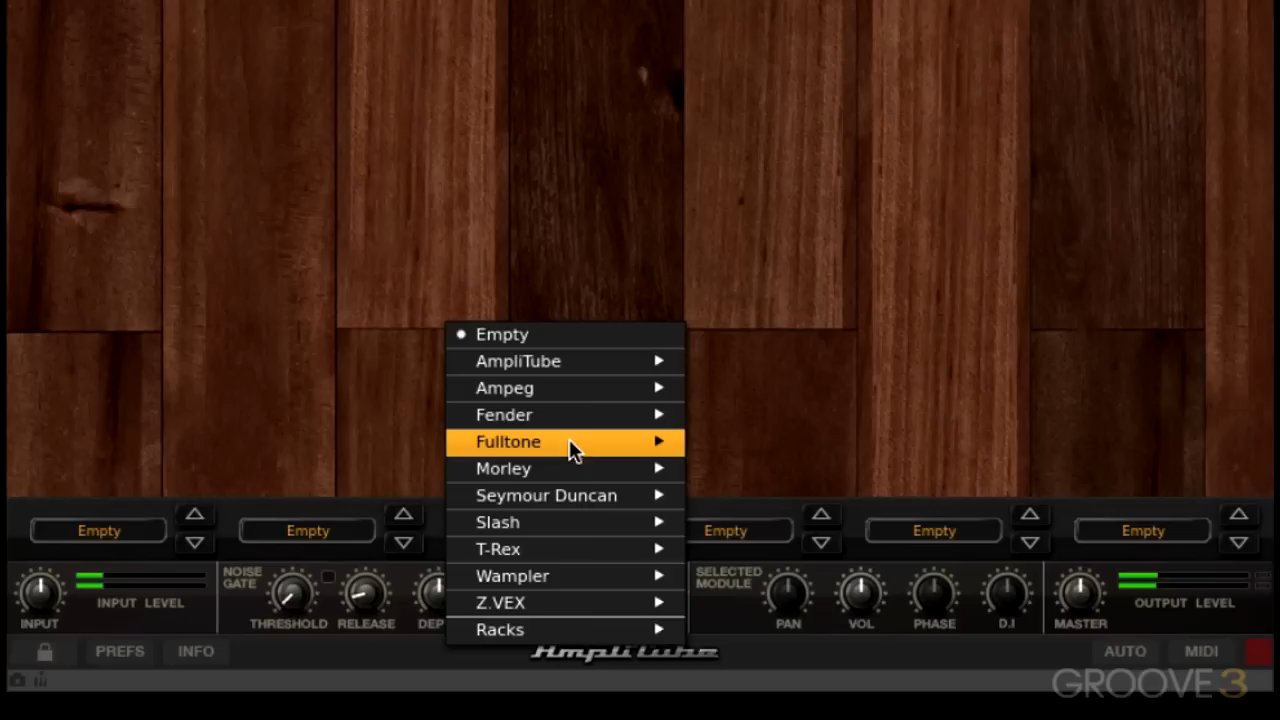 Empty
AmpliTube
Ampeg
Fender
Fulltone
Morley
Seymour Duncan
Slash
T-Rex
Wampler
Z.VEX
Racks
Empty
Empty
Empty
Empty
Empty
INPUT
INPUT LEVEL
NOISE
GATE
THRESHOLD
RELEASE
DEP
SELECTED
MODULE
PAN
VOL
PHASE
D.I
MASTER
OUTPUT LEVEL
PREFS
INFO
AmpliTube
AUTO
MIDI
GROOVE 3